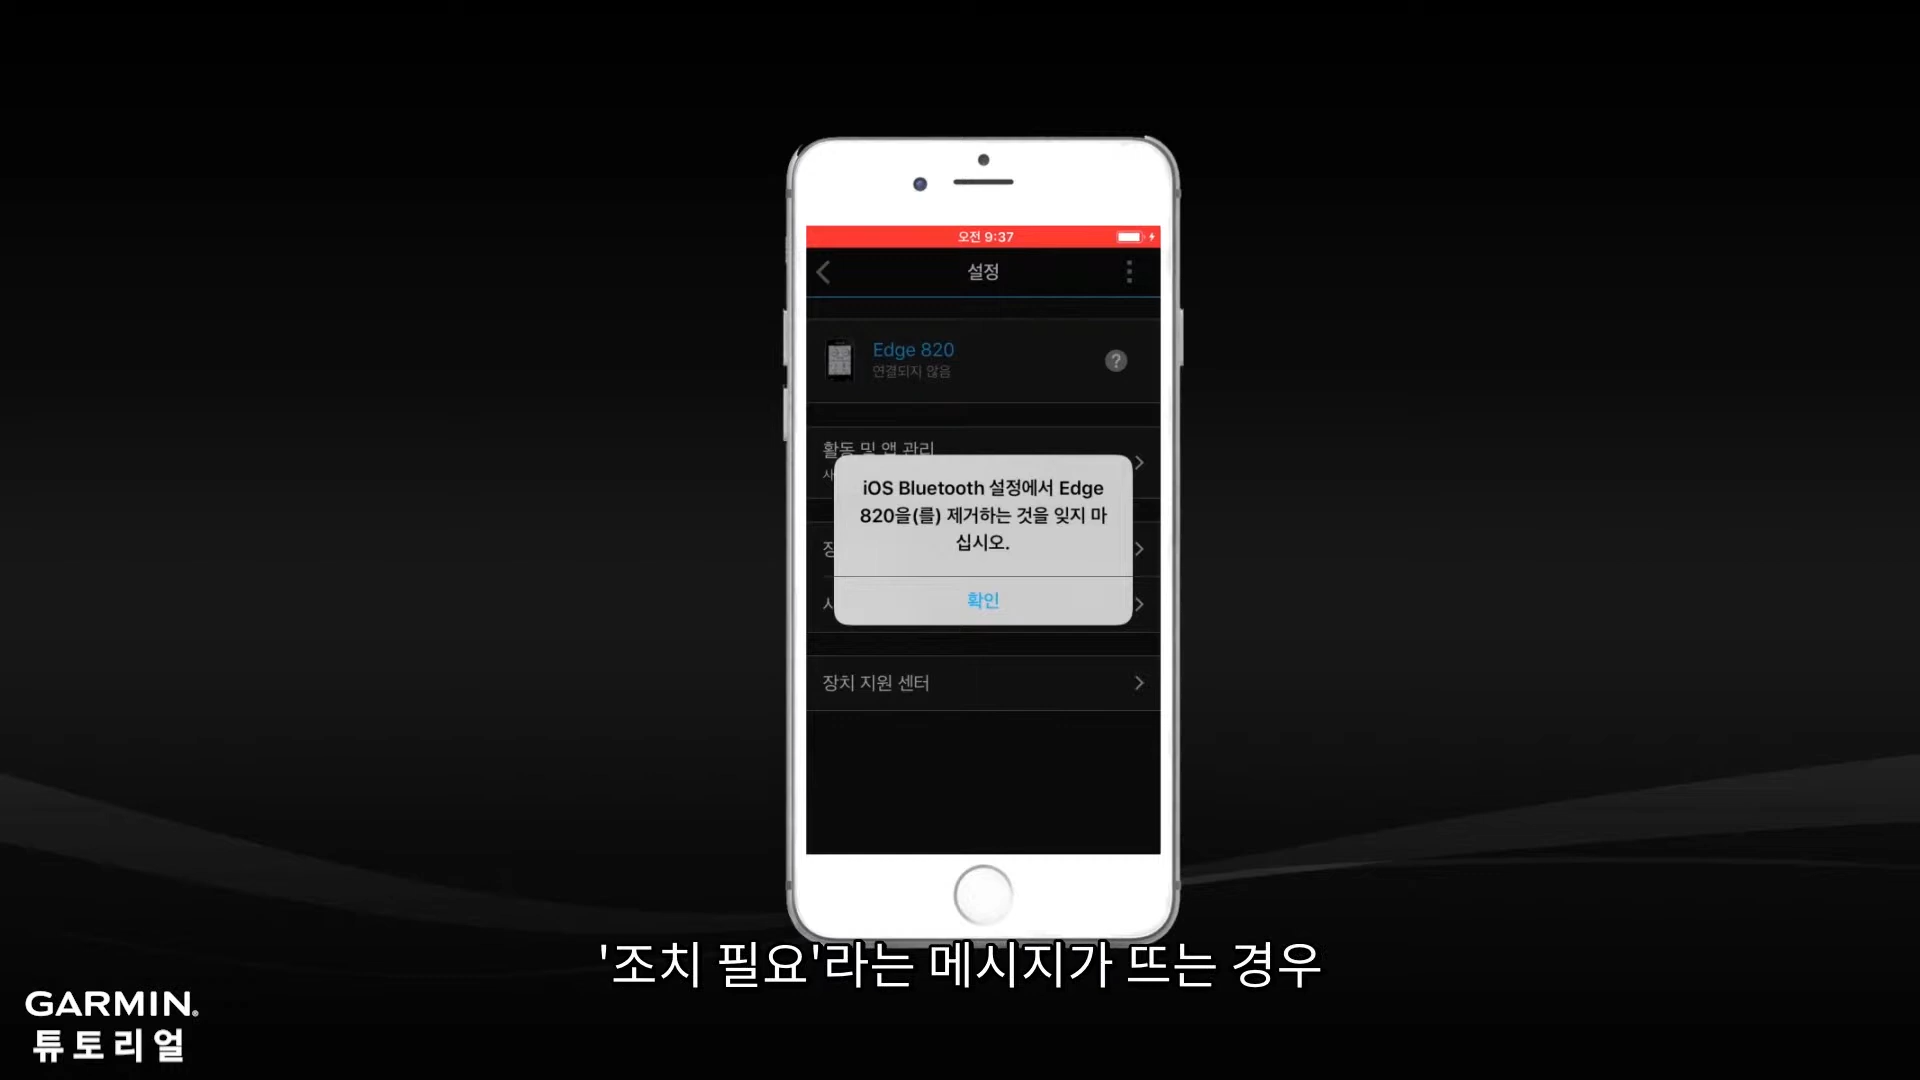 오전 9:37
설정
Edge 820
연결되지 않음
?
활동 및 앱 관리
iOS Bluetooth 설정에서 Edge
820을(를) 제거하는 것을 잊지 마
십시오.
확인
장치 지원 센터
'조치 필요'라는 메시지가 뜨는 경우
GARMIN®
튜토리얼